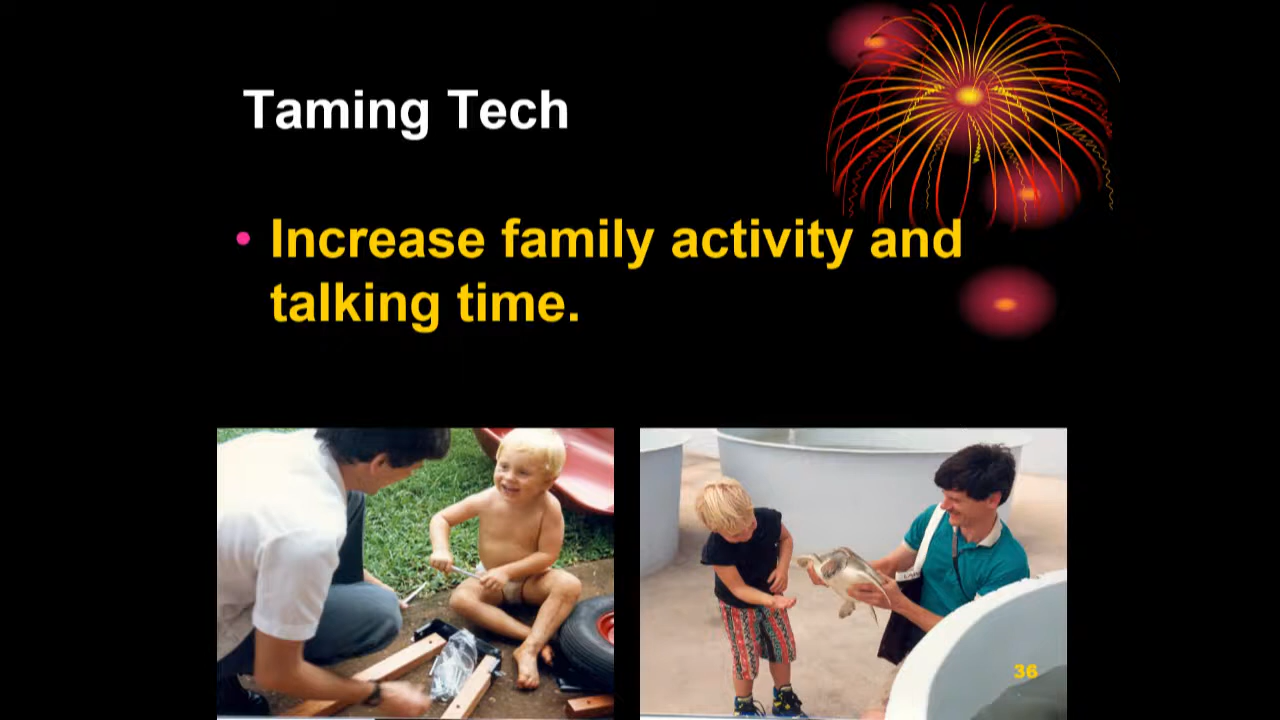 Taming Tech
• Increase family activity and
talking time.
36